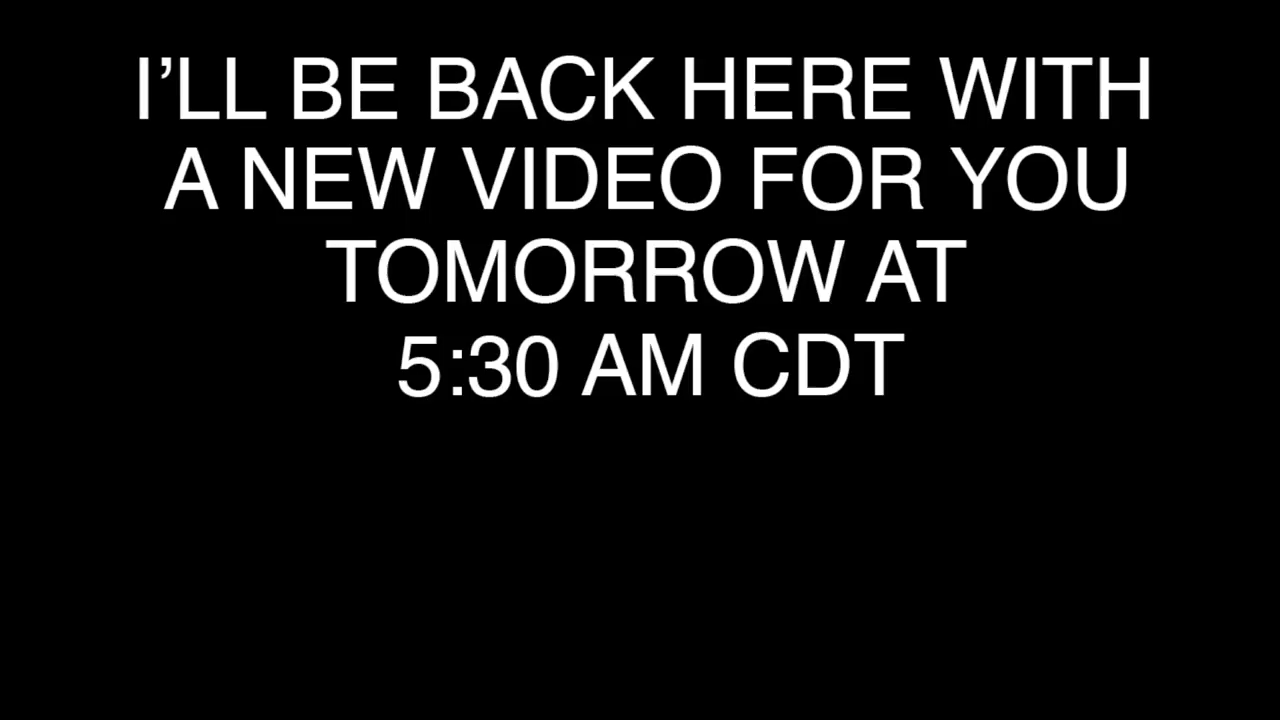 I’LL BE BACK HERE WITH
A NEW VIDEO FOR YOU
TOMORROW AT
5:30 AM CDT